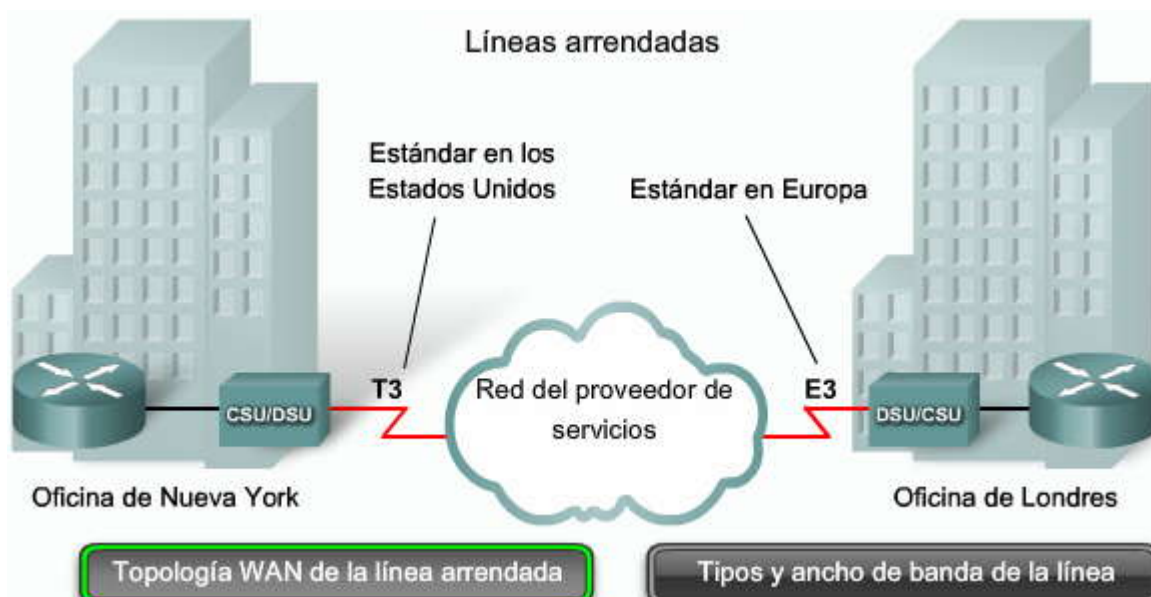 Líneas arrendadas
Estándar en los
Estados Unidos
Estándar en Europa
T3
E3
Red del proveedor de
servicios
CSU/DSU
DSU/CSU
Oficina de Nueva York
Oficina de Londres
Topología WAN de la línea arrendada
Tipos y ancho de banda de la línea